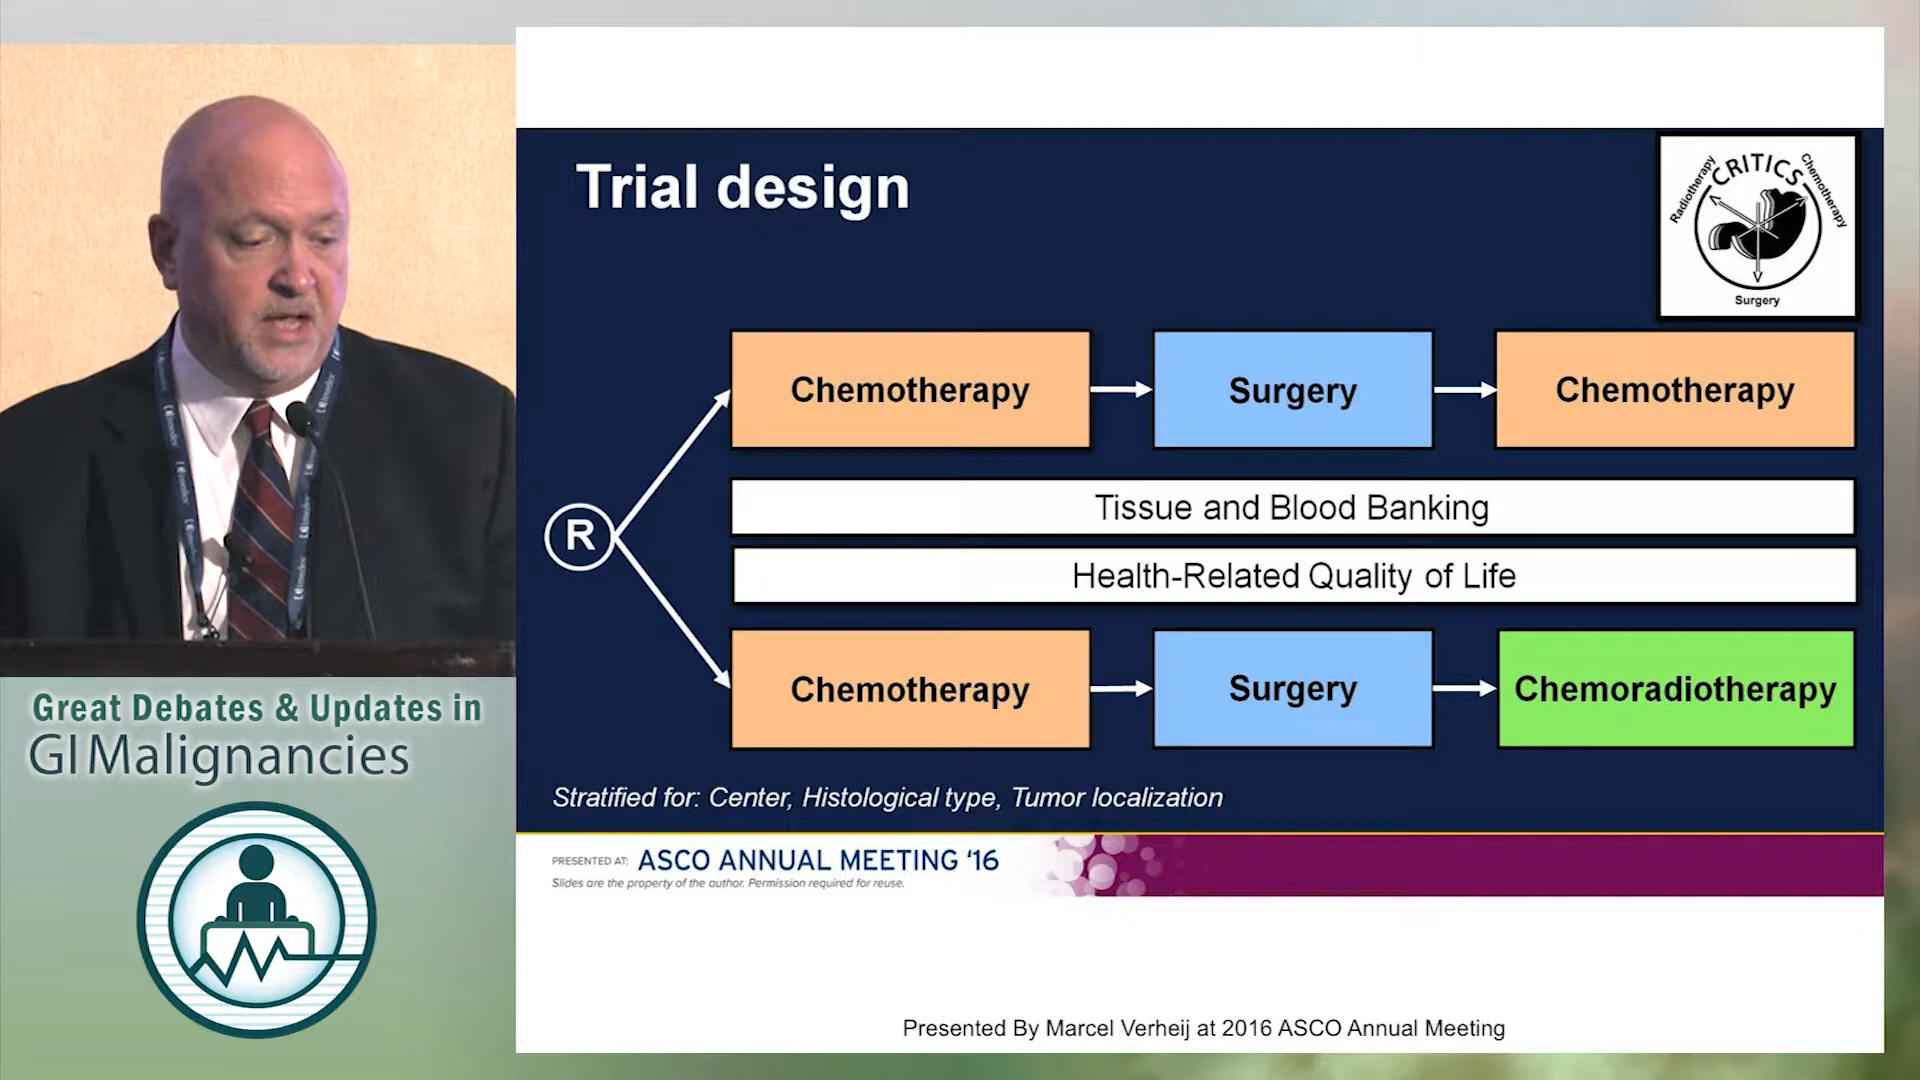 Trial design
Radiotherapy
CRITICS
Chemotherapy
Surgery
Chemotherapy
Surgery
Chemotherapy
Tissue and Blood Banking
R
Health-Related Quality of Life
Chemotherapy
Surgery
Chemoradiotherapy
Stratified for: Center, Histological type, Tumor localization
PRESENTED AT: ASCO ANNUAL MEETING ‘16
Slides are the property of the author. Permission required for reuse.
Presented By Marcel Verheij at 2016 ASCO Annual Meeting
Great Debates & Updates in
GI Malignancies